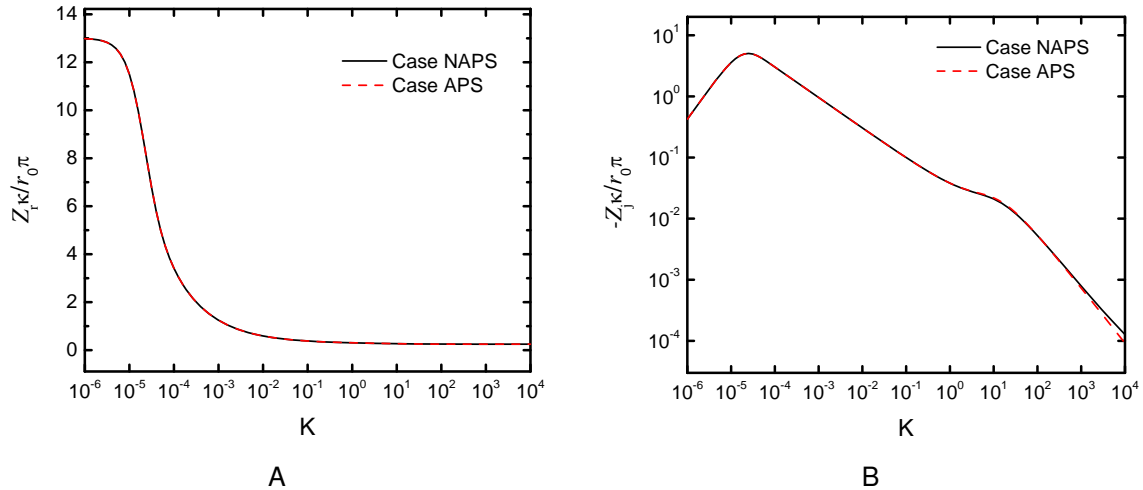 14
13
12
10
8
6
4
2
0
Case NAPS
Case APS
Z_rκ/r_0π
10^-6 10^-5 10^-4 10^-3 10^-2 10^-1 10^0 10^1 10^2 10^3 10^4
K
A
10^1
10^0
10^-1
10^-2
10^-3
10^-4
Case NAPS
Case APS
-Z_jκ/r_0π
10^-6 10^-5 10^-4 10^-3 10^-2 10^-1 10^0 10^1 10^2 10^3 10^4
K
B